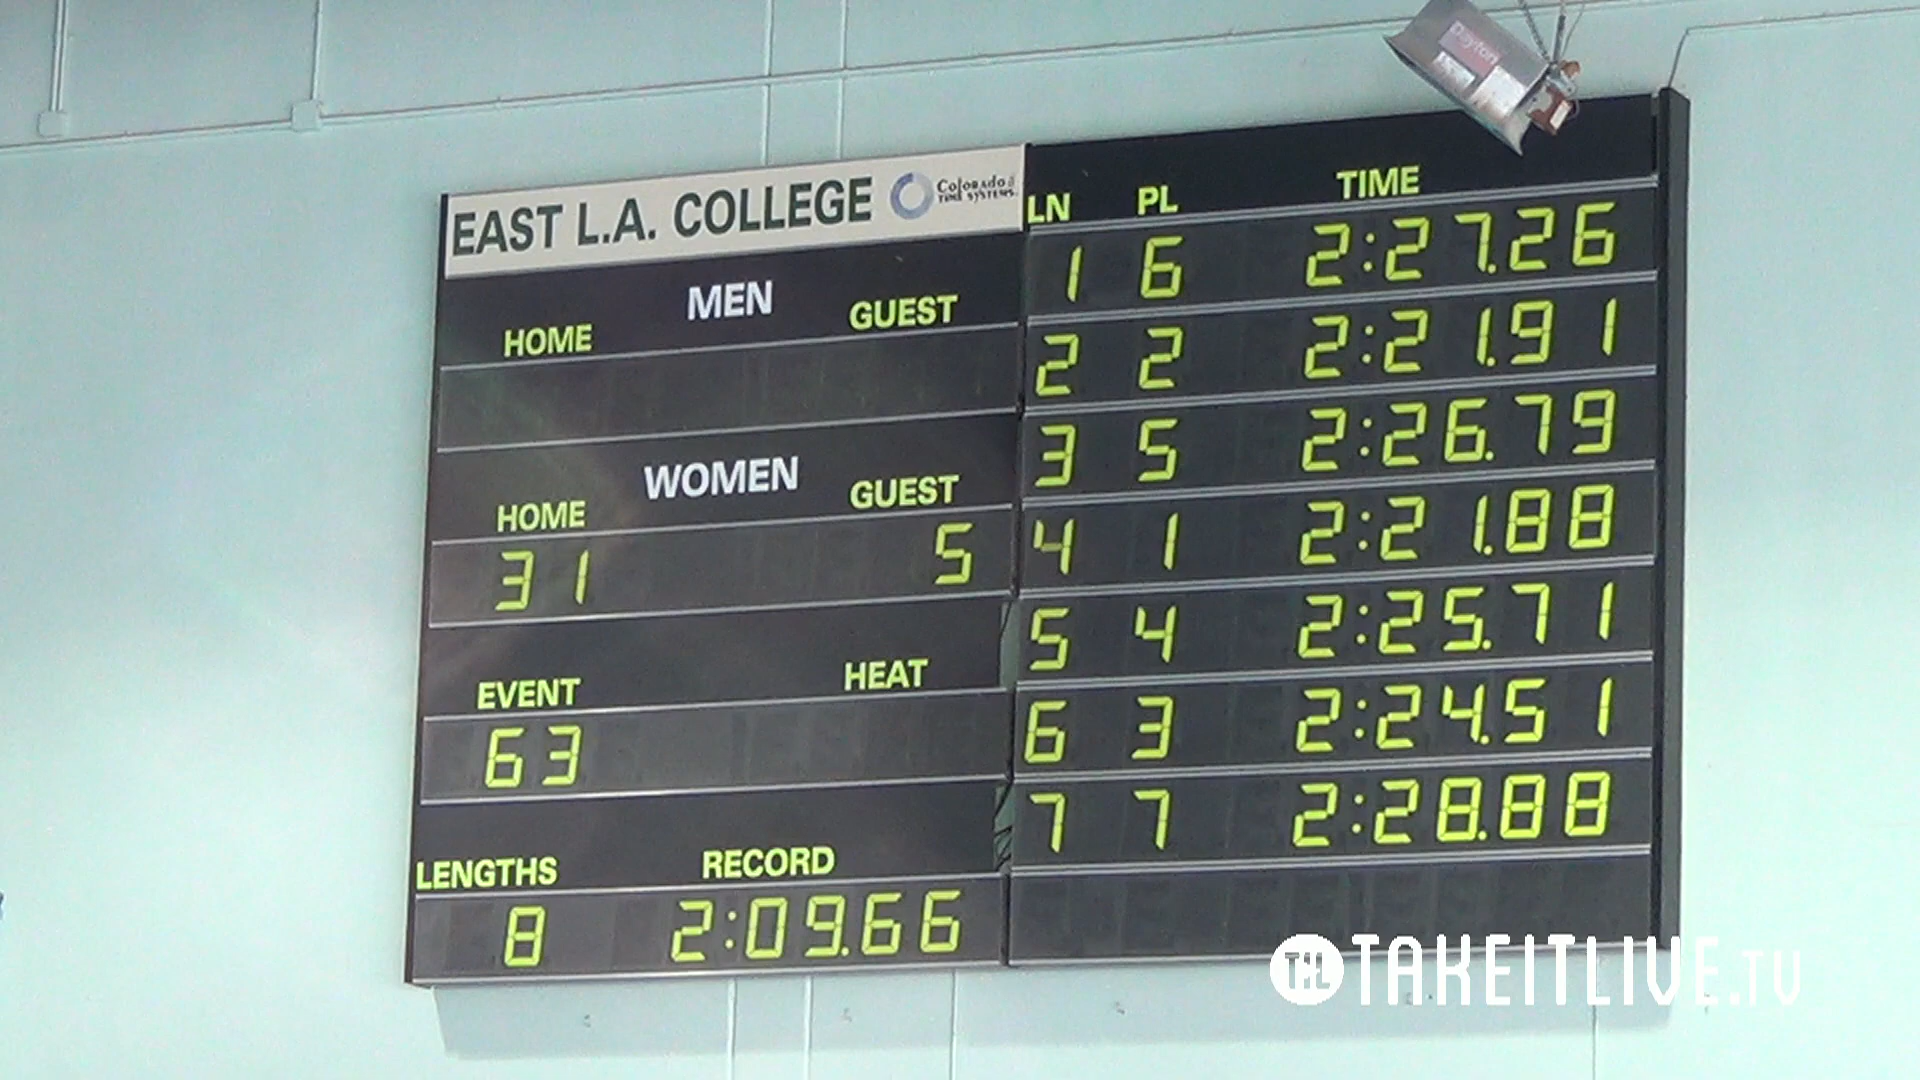 Dayton
EAST L.A. COLLEGE
Colorado
TIME SYSTEMS
MEN
HOME GUEST
WOMEN
HOME GUEST
31 5
EVENT HEAT
63
LENGTHS RECORD
8 2:09.66
LN PL TIME
1 6 2:27.26
2 2 2:21.91
3 5 2:26.79
4 1 2:21.88
5 4 2:25.71
6 3 2:24.51
7 7 2:28.88
TAKEITLIVE.TV